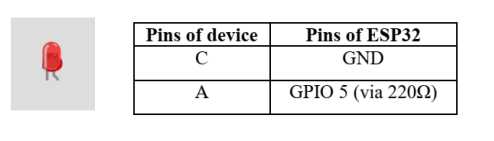 Pins of device Pins of ESP32
C GND
A GPIO 5 (via 220Ω)